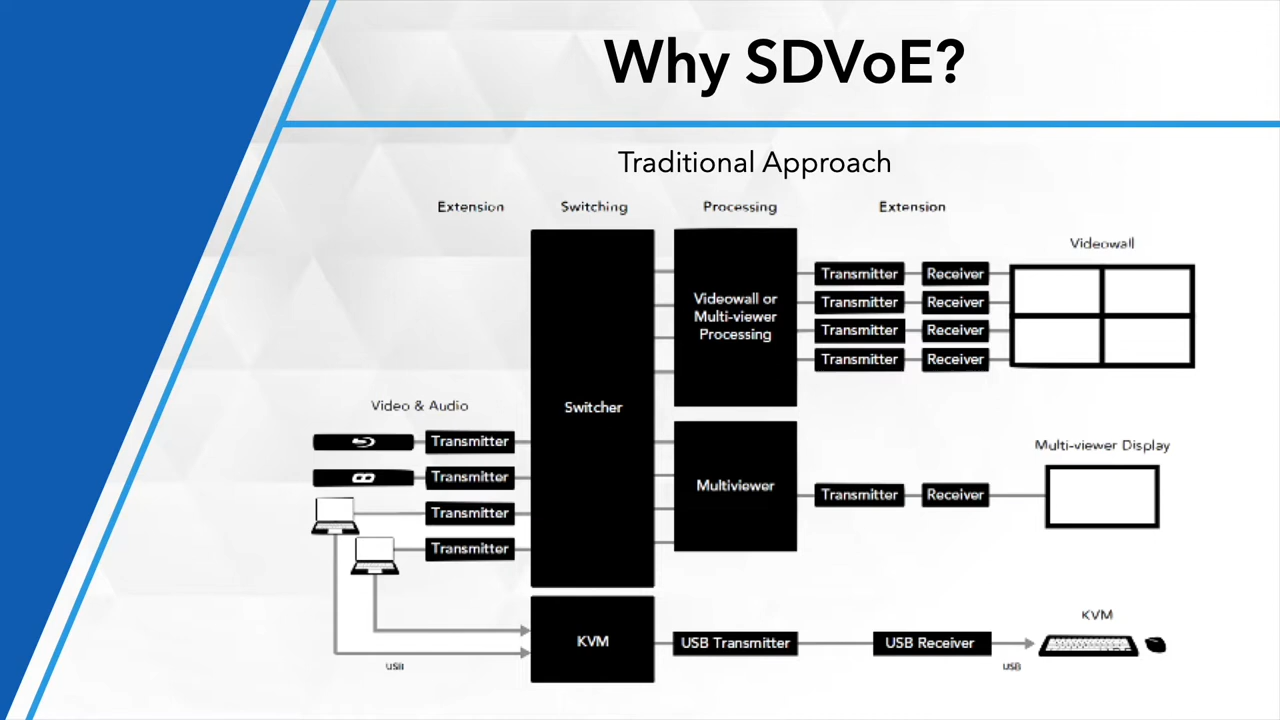 Why SDVoE?
Traditional Approach
Extension
Switching
Processing
Extension
Videowall
Transmitter
Receiver
Videowall or
Multi-viewer
Processing
Transmitter
Receiver
Transmitter
Receiver
Transmitter
Receiver
Video & Audio
Switcher
Transmitter
Transmitter
Transmitter
Transmitter
Multiviewer
Multi-viewer Display
Transmitter
Receiver
KVM
KVM
USB Transmitter
USB Receiver
USB
USB